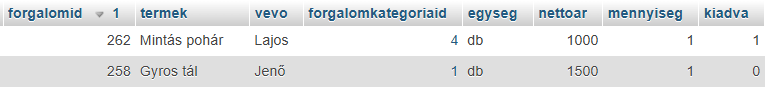 forgalomid 1 termek vevo forgalomkategoriaid egyseg nettoar mennyiseg kiadva
262 Mintás pohár Lajos 4 db 1000 1 1
258 Gyros tál Jenő 1 db 1500 1 0